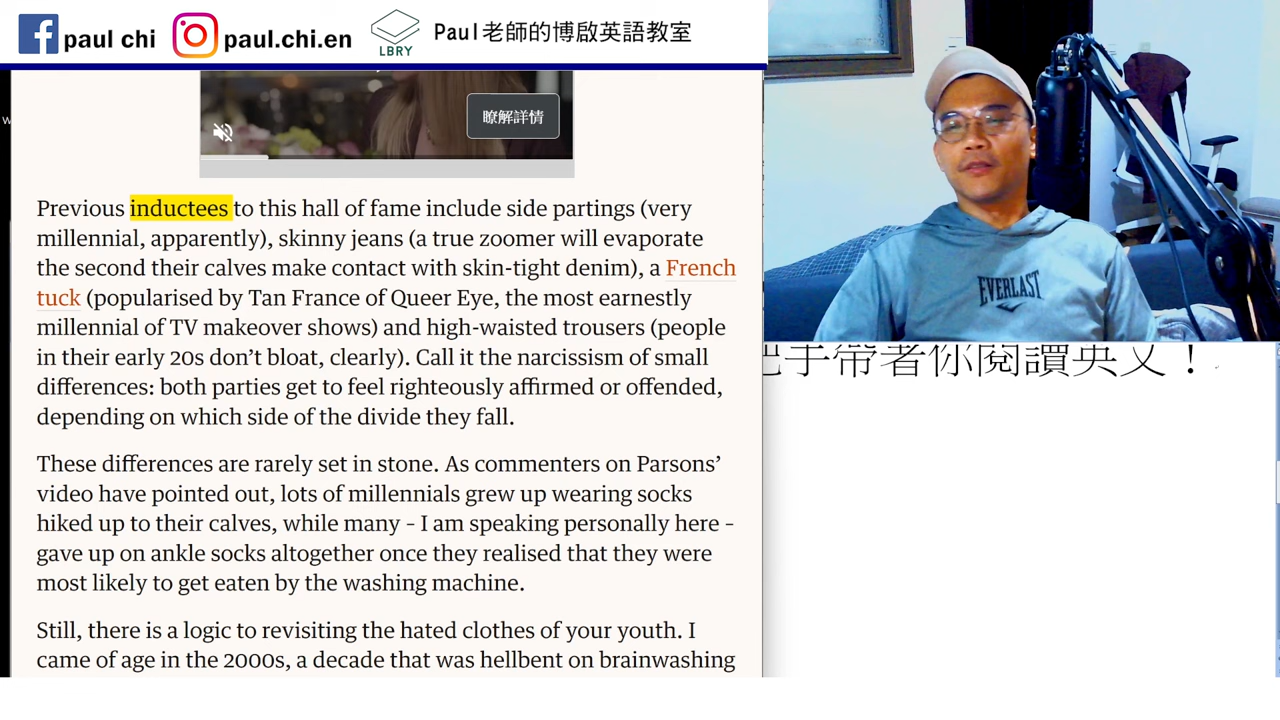 paul chi
paul.chi.en
LBRY
Paul老師的博啟英語教室
瞭解詳情
w
Previous inductees to this hall of fame include side partings (very
millennial, apparently), skinny jeans (a true zoomer will evaporate
the second their calves make contact with skin-tight denim), a French
tuck (popularised by Tan France of Queer Eye, the most earnestly
millennial of TV makeover shows) and high-waisted trousers (people
in their early 20s don’t bloat, clearly). Call it the narcissism of small
differences: both parties get to feel righteously affirmed or offended,
depending on which side of the divide they fall.
These differences are rarely set in stone. As commenters on Parsons’
video have pointed out, lots of millennials grew up wearing socks
hiked up to their calves, while many – I am speaking personally here –
gave up on ankle socks altogether once they realised that they were
most likely to get eaten by the washing machine.
Still, there is a logic to revisiting the hated clothes of your youth. I
came of age in the 2000s, a decade that was hellbent on brainwashing
EVERLAST
把手帶著你閱讀英文！